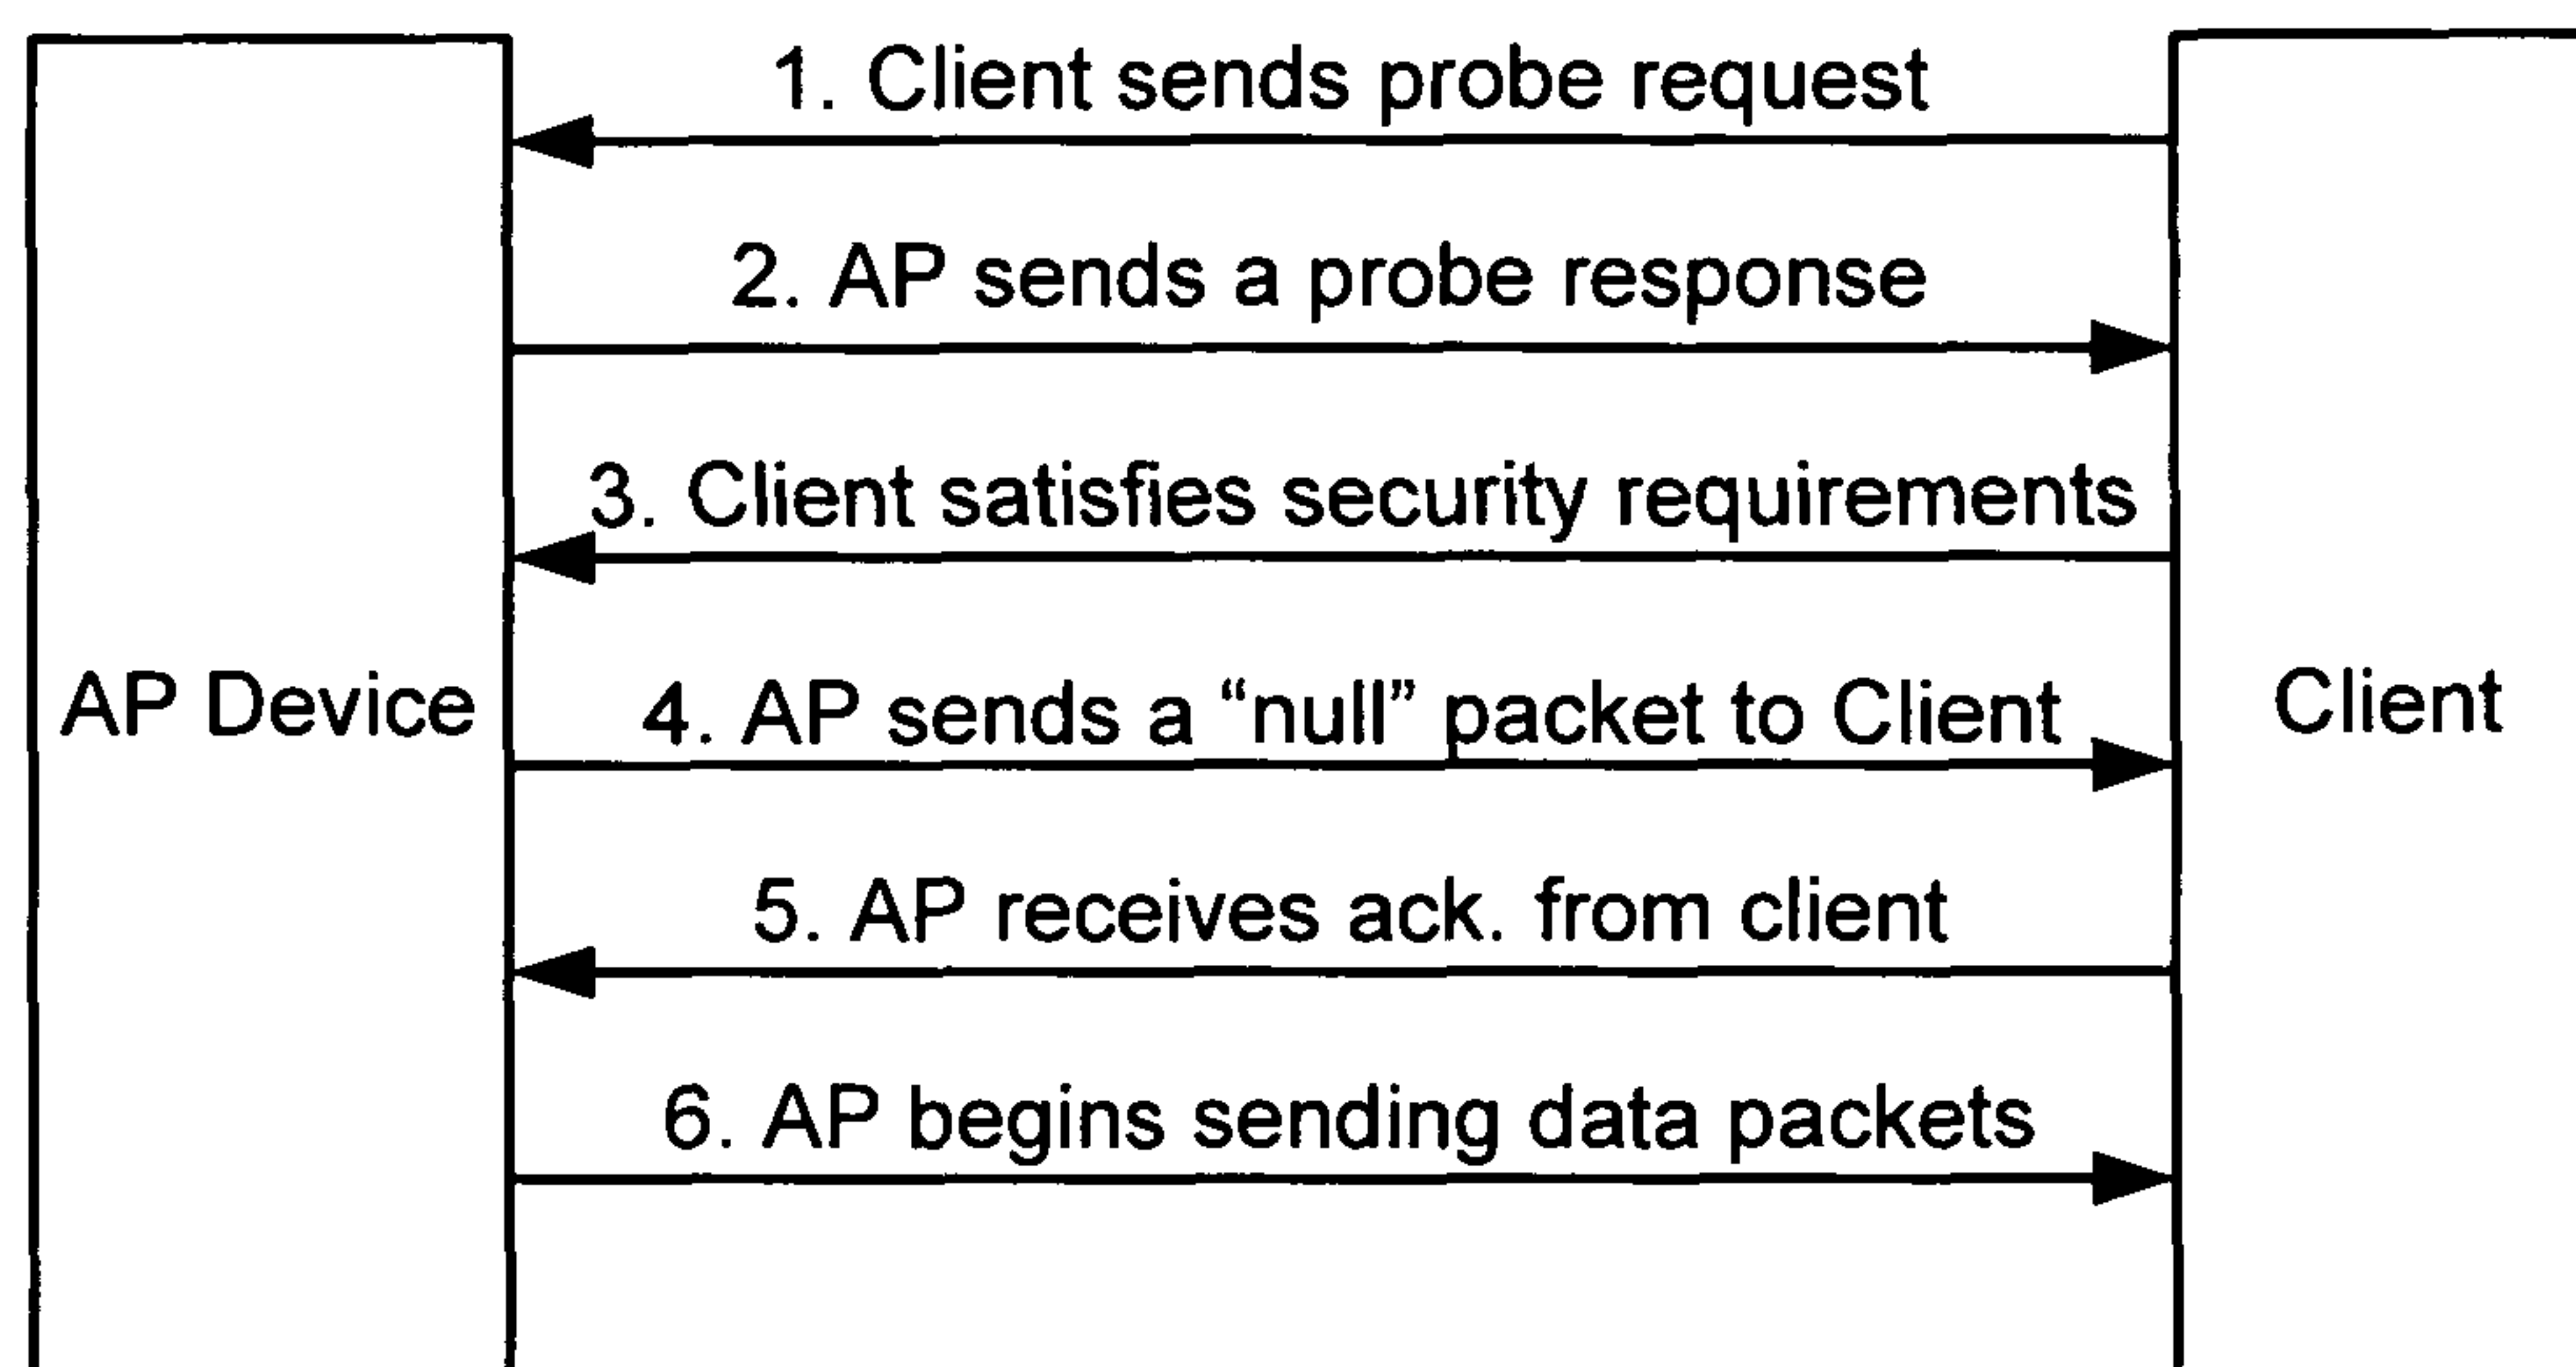 1. Client sends probe request
2. AP sends a probe response
3. Client satisfies security requirements
AP Device
4. AP sends a “null” packet to Client
Client
5. AP receives ack. from client
6. AP begins sending data packets